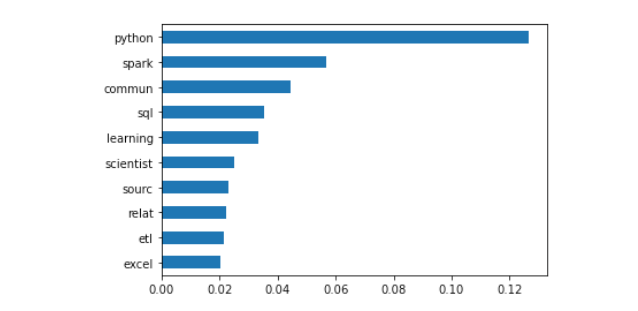 python
spark
commun
sql
learning
scientist
sourc
relat
etl
excel
0.00 0.02 0.04 0.06 0.08 0.10 0.12